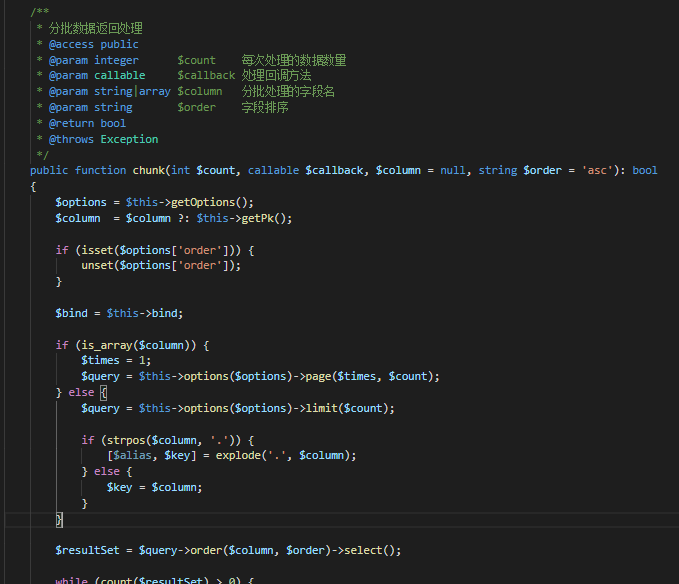 /**
 * 分批数据返回处理
 * @access public
 * @param integer      $count    每次处理的数据数量
 * @param callable     $callback 处理回调方法
 * @param string|array $column   分批处理的字段名
 * @param string       $order    字段排序
 * @return bool
 * @throws Exception
 */
public function chunk(int $count, callable $callback, $column = null, string $order = 'asc'): bool
{
    $options = $this->getOptions();
    $column  = $column ?: $this->getPk();

    if (isset($options['order'])) {
        unset($options['order']);
    }

    $bind = $this->bind;

    if (is_array($column)) {
        $times = 1;
        $query = $this->options($options)->page($times, $count);
    } else {
        $query = $this->options($options)->limit($count);

        if (strpos($column, '.')) {
            [$alias, $key] = explode('.', $column);
        } else {
            $key = $column;
        }
    }

    $resultSet = $query->order($column, $order)->select();

    while (count($resultSet) > 0) {